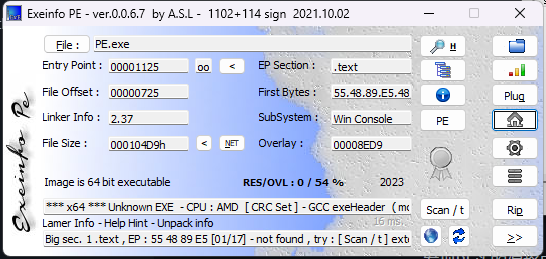 Exeinfo PE - ver.0.0.6.7 by A.S.L - 1102+114 sign 2021.10.02
File : PE.exe H
Entry Point : 00001125 oo < EP Section : .text
File Offset : 00000725 First Bytes : 55.48.89.E5.48 Plug
Linker Info : 2.37 SubSystem : Win Console PE
File Size : 000104D9h < NET Overlay : 00008ED9
Image is 64 bit executable RES/OVL : 0 / 54 % 2023
*** x64 *** Unknown EXE - CPU : AMD [ CRC Set ] - GCC exeHeader ( mo Scan / t Rip
Lamer Info - Help Hint - Unpack info 16 ms.
Big sec. 1 .text , EP : 55 48 89 E5 [01/17] - not found , try : [ Scan / t ] exte >>
Exeinfo Pe